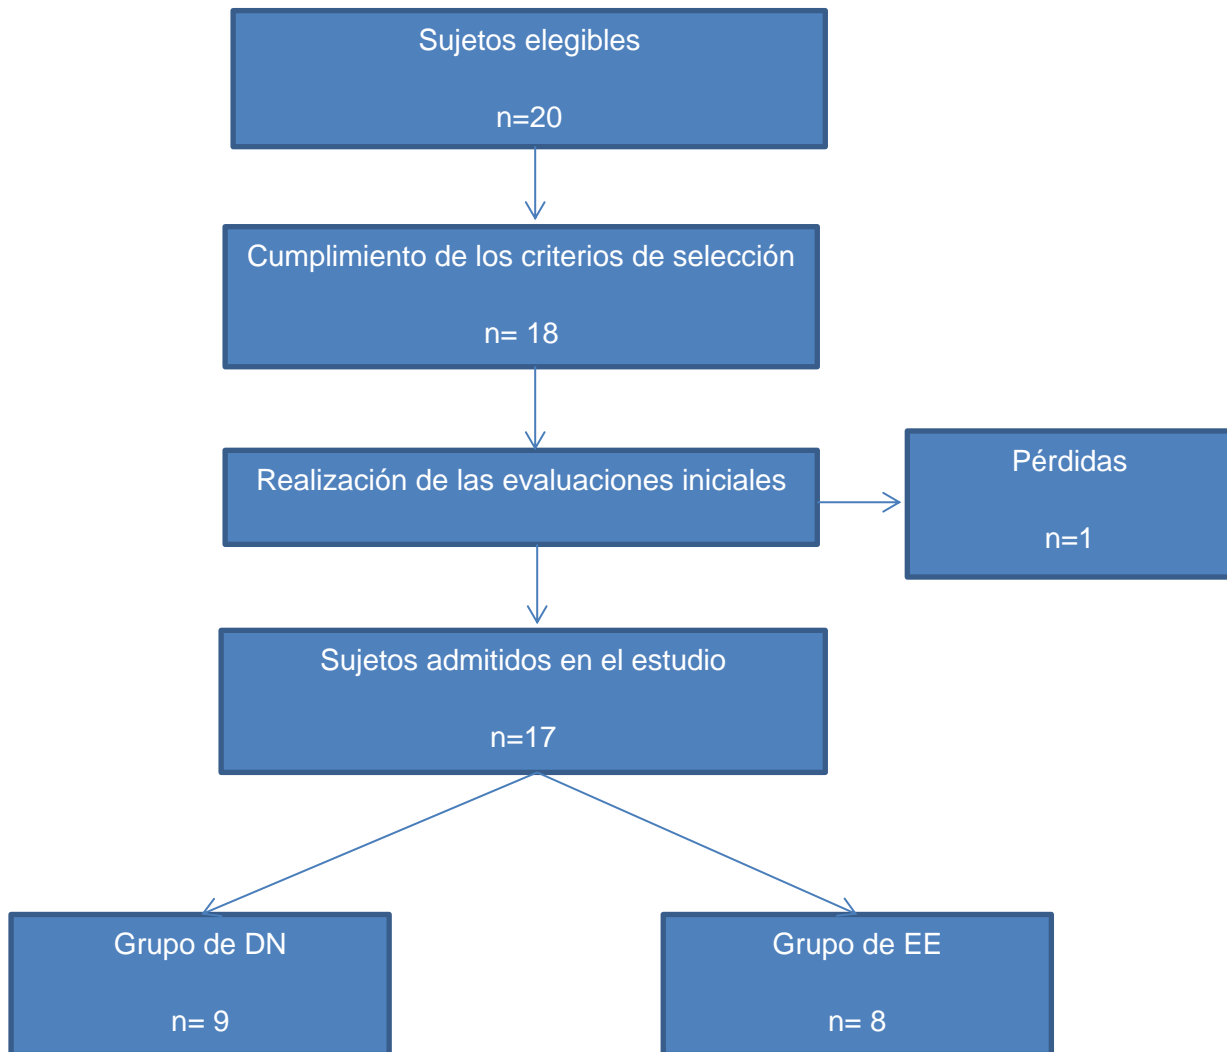 Sujetos elegibles
n=20
Cumplimiento de los criterios de selección
n= 18
Realización de las evaluaciones iniciales
Pérdidas
n=1
Sujetos admitidos en el estudio
n=17
Grupo de DN
n= 9
Grupo de EE
n= 8